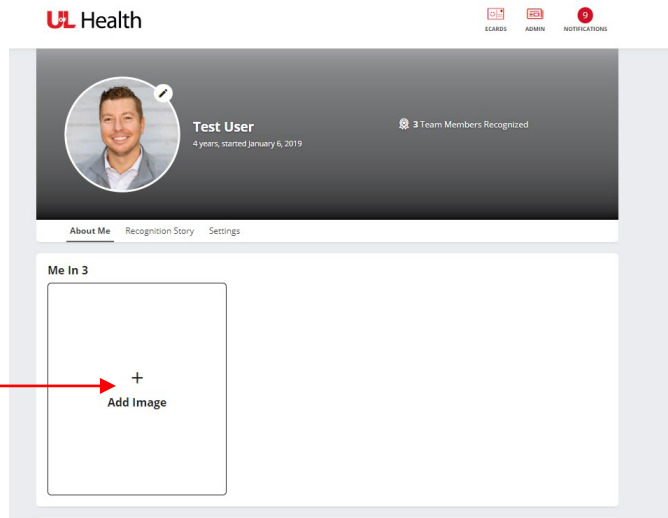 UofL Health
ECARDS
ADMIN
9
NOTIFICATIONS
Test User
4 years, started January 6, 2019
3 Team Members Recognized
About Me Recognition Story Settings
Me In 3
+
Add Image